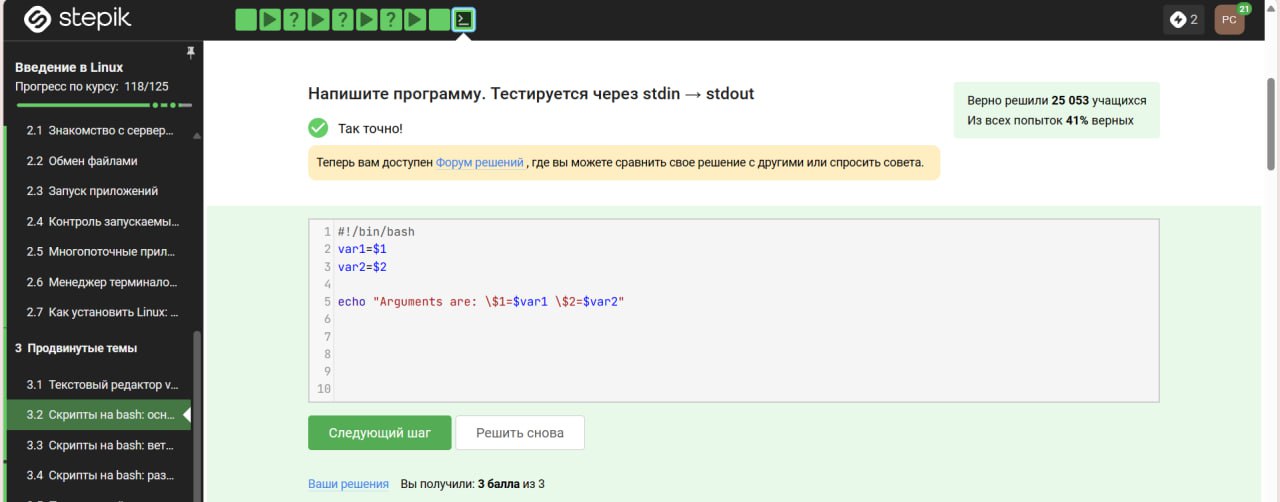 stepik
2
РС
21
Введение в Linux
Прогресс по курсу: 118/125
2.1 Знакомство с сервер...
2.2 Обмен файлами
2.3 Запуск приложений
2.4 Контроль запускаемы...
2.5 Многопоточные прил...
2.6 Менеджер терминало...
2.7 Как установить Linux: ...
3 Продвинутые темы
3.1 Текстовый редактор v...
3.2 Скрипты на bash: осн...
3.3 Скрипты на bash: вет...
3.4 Скрипты на bash: раз...
Напишите программу. Тестируется через stdin → stdout
Так точно!
Верно решили 25 053 учащихся
Из всех попыток 41% верных
Теперь вам доступен Форум решений , где вы можете сравнить свое решение с другими или спросить совета.
1 #!/bin/bash
2 var1=$1
3 var2=$2
4
5 echo "Arguments are: \$1=$var1 \$2=$var2"
6
7
8
9
10
Следующий шаг
Решить снова
Ваши решения Вы получили: 3 балла из 3